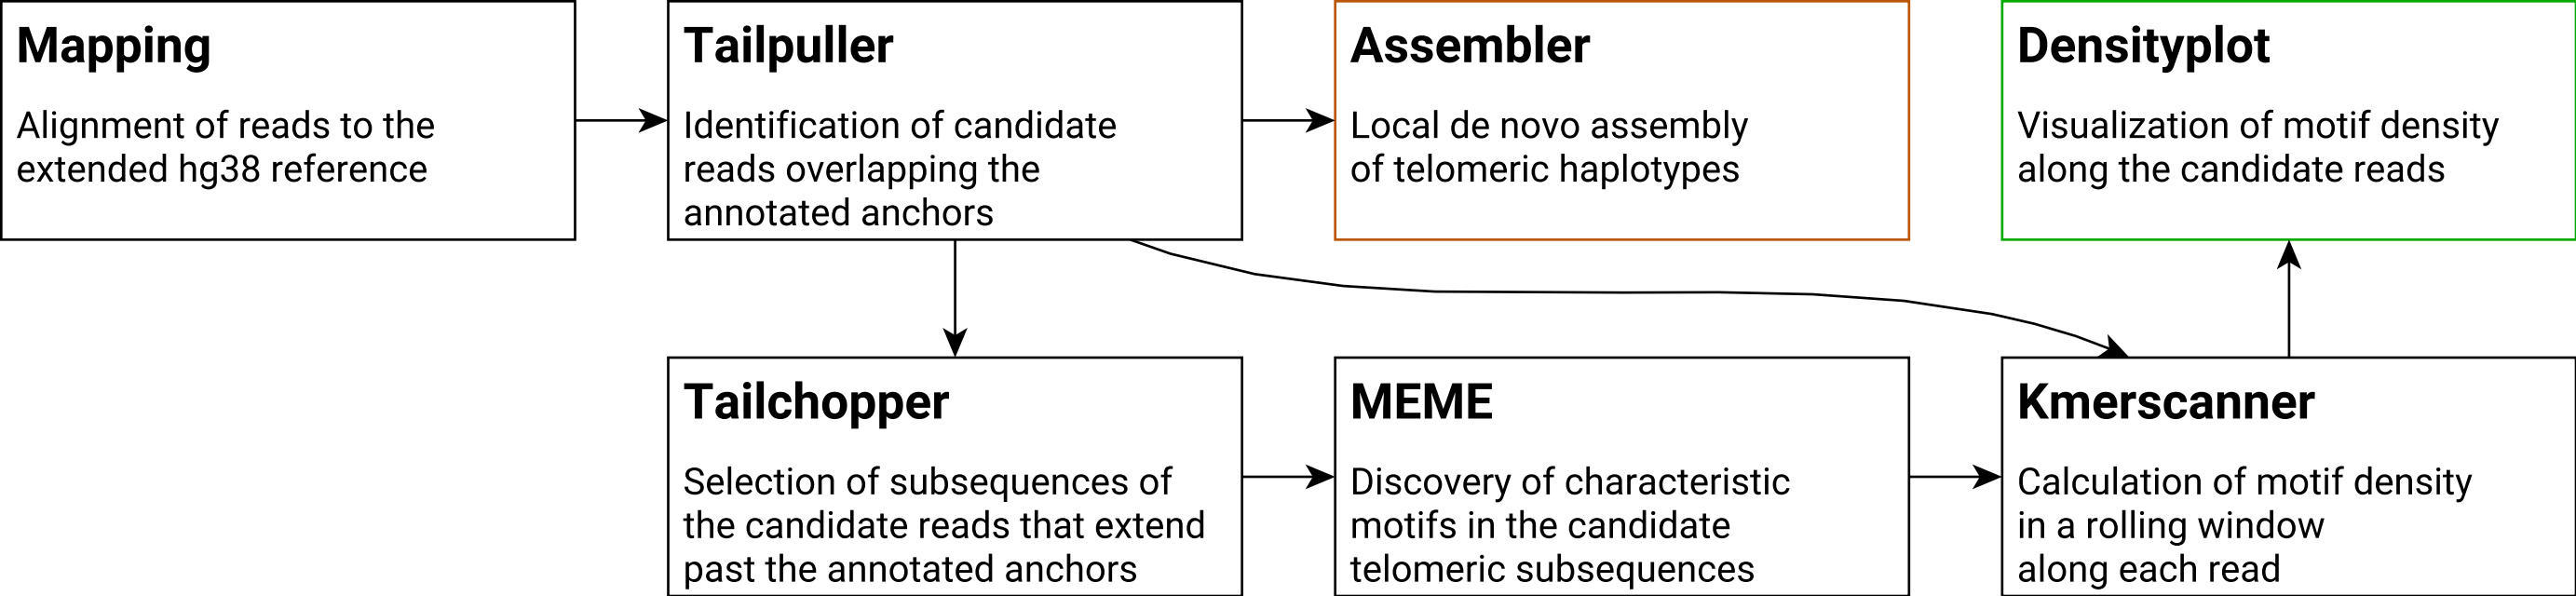 Mapping
Alignment of reads to the
extended hg38 reference
Tailpuller
Identification of candidate
reads overlapping the
annotated anchors
Assembler
Local de novo assembly
of telomeric haplotypes
Densityplot
Visualization of motif density
along the candidate reads
Tailchopper
Selection of subsequences of
the candidate reads that extend
past the annotated anchors
MEME
Discovery of characteristic
motifs in the candidate
telomeric subsequences
Kmerscanner
Calculation of motif density
in a rolling window
along each read